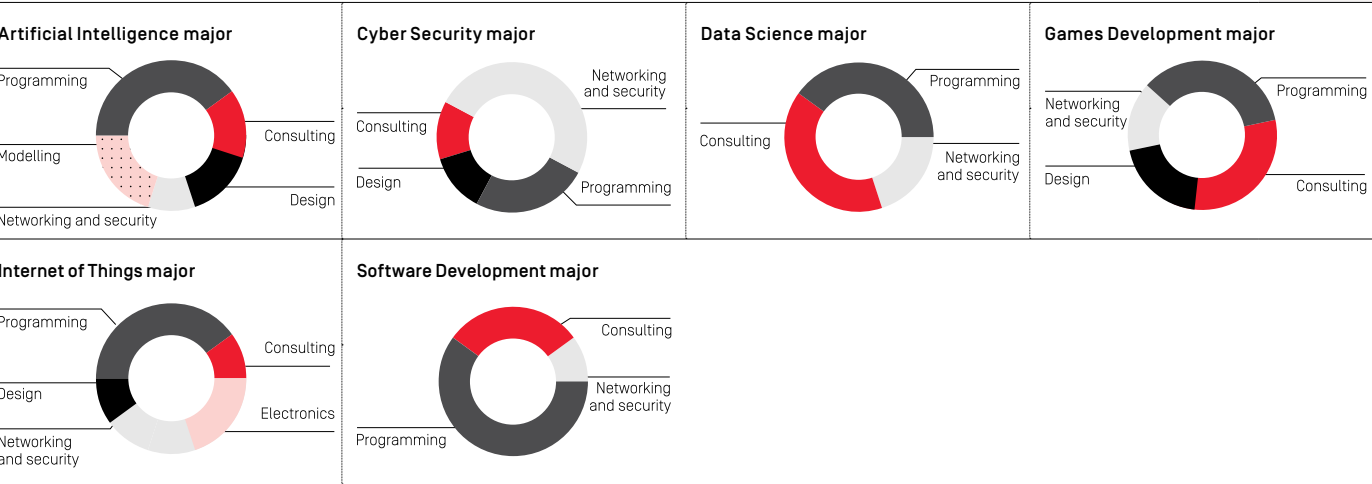 Artificial Intelligence major
Programming
Consulting
Modelling
Design
Networking and security
Cyber Security major
Networking
and security
Consulting
Design
Programming
Data Science major
Programming
Consulting
Networking
and security
Games Development major
Programming
Networking
and security
Design
Consulting
Internet of Things major
Programming
Consulting
Design
Electronics
Networking
and security
Software Development major
Consulting
Networking
and security
Programming